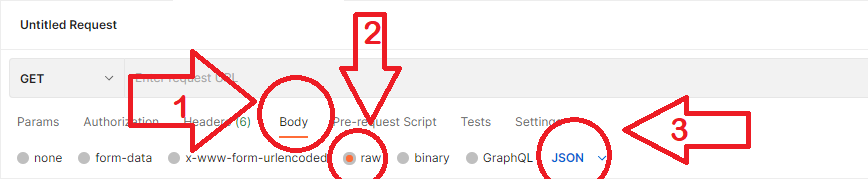 Untitled Request
2
GET
Enter request URL
1
3
Params Authorization Headers (6) Body Pre-request Script Tests Settings
none form-data x-www-form-urlencoded raw binary GraphQL JSON